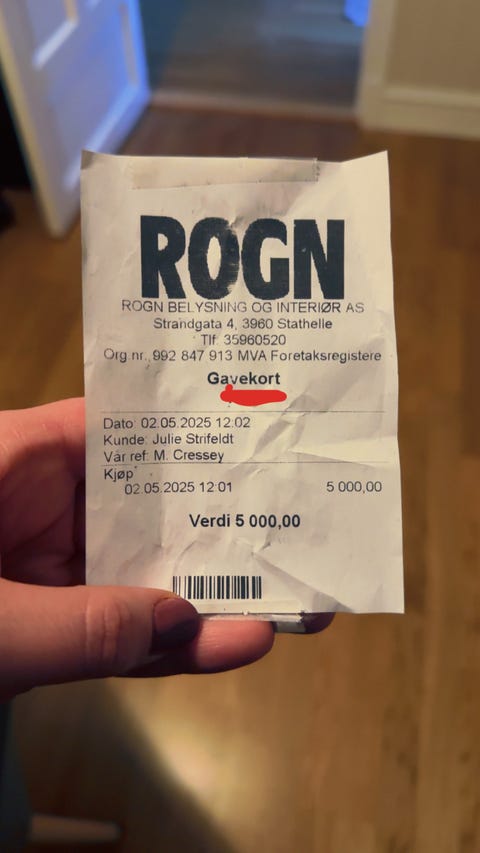 ROGN
ROGN BELYSNING OG INTERIØR AS
Strandgata 4, 3960 Stathelle
Tlf. 35960520
Org.nr. 992 847 913 MVA Foretaksregistere
Gavekort
Dato: 02.05.2025 12.02
Kunde: Julie Strifeldt
Vår ref: M. Cressey
Kjøp
02.05.2025 12:01 5 000,00
Verdi 5 000,00